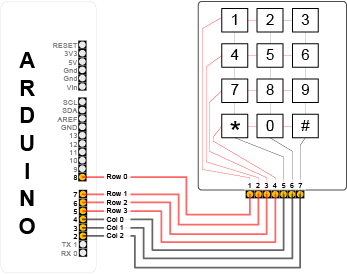 ARDUINO
RESET
3V3
5V
Gnd
Gnd
Vin
SCL
SDA
AREF
GND
13
12
11
10
9
8 Row 0
7 Row 1
6 Row 2
5 Row 3
4 Col 0
3 Col 1
2 Col 2
TX 1
RX 0
1 2 3
4 5 6
7 8 9
* 0 #
1 2 3 4 5 6 7